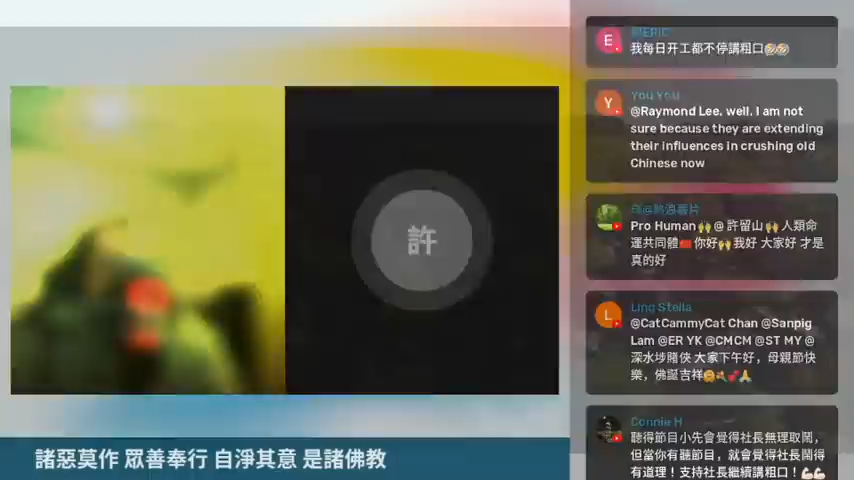 許
諸惡莫作 眾善奉行 自淨其意 是諸佛教
E
我每日开工都不停講粗口
Y
You You
@Raymond Lee, well, I am not
sure because they are extending
their influences in crushing old
Chinese now
Pro Human🙌@ 許留山🙌人類命
運共同體🇨🇳你好🙌我好 大家好 才是
真的好
L
Ling Stella
@CatCammyCat Chan @Sanpig
Lam @ER YK @CMCM @ST MY @
深水埗賭俠 大家下午好，母親節快
樂，佛誕吉祥
Connie H
聽得節目小先會覺得社長無理取鬧，
但當你有聽節目，就會覺得社長鬧得
有道理！支持社長繼續講粗口！💪🏻💪🏻